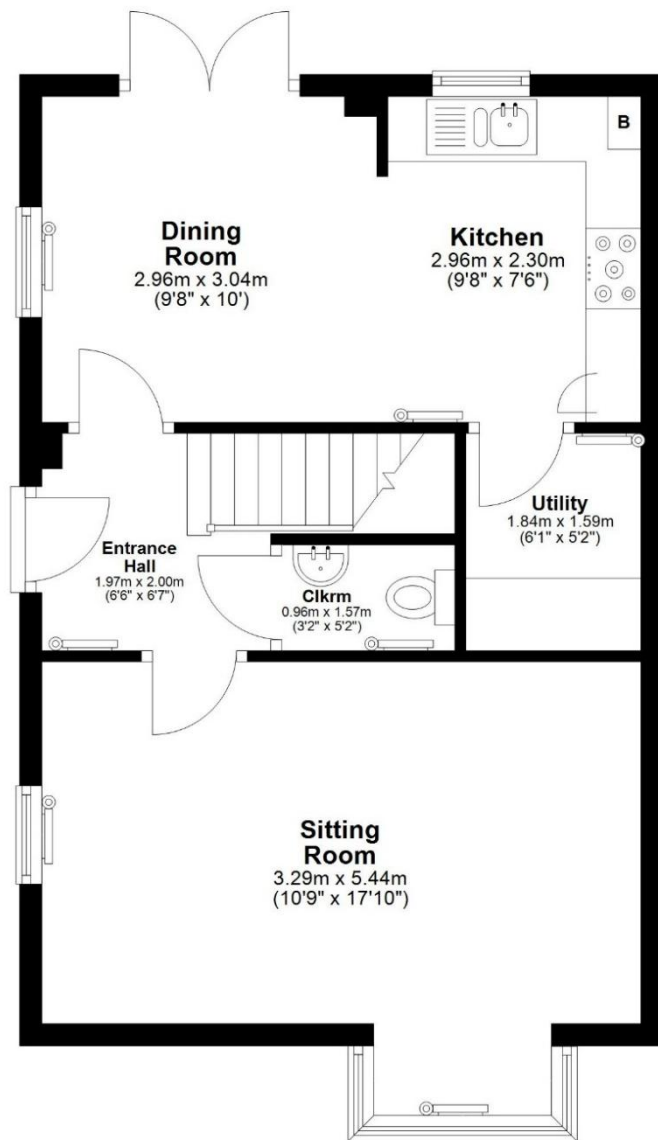 B
Dining
Room
2.96m x 3.04m
(9'8" x 10')
Kitchen
2.96m x 2.30m
(9'8" x 7'6")
Utility
1.84m x 1.59m
(6'1" x 5'2")
Entrance
Hall
1.97m x 2.00m
(6'6" x 6'7")
Clkrm
0.96m x 1.57m
(3'2" x 5'2")
Sitting
Room
3.29m x 5.44m
(10'9" x 17'10")